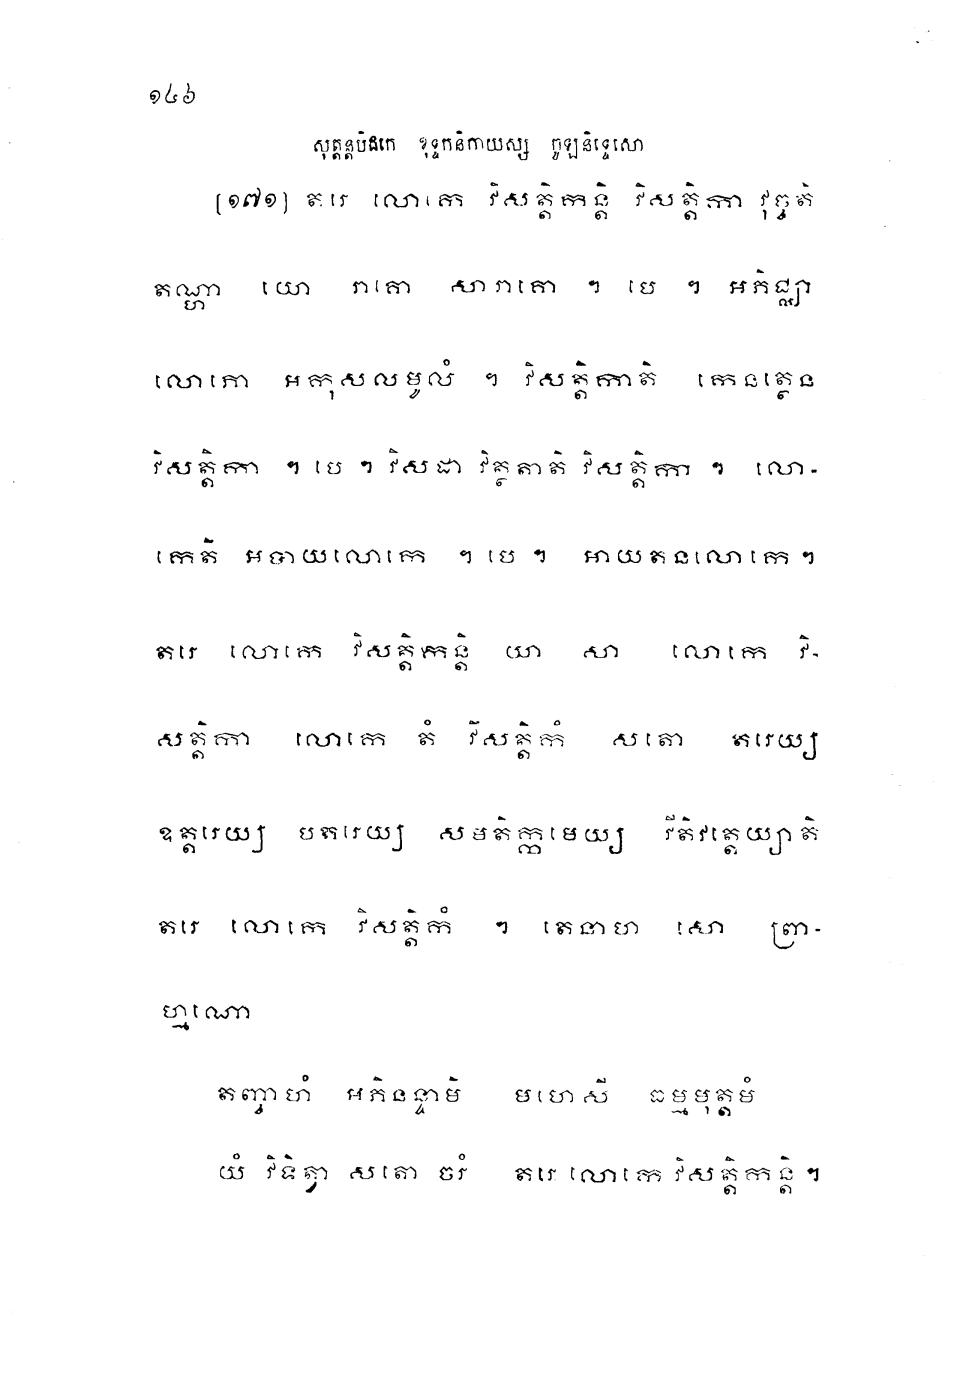 ១៤៦
សុត្តន្តបិដកេ ខុទ្ទកនិកាយស្ស ចូឡនិទ្ទេសោ
[១៧១] តរេ លោកេ វិសត្តិកន្តិ វិសត្តិកា វុច្ចតិ
តណ្ហា យោ រាគោ សារាគោ ។ បេ ។ អភិជ្ឈា
លោភោ អកុសលមូលំ ។ វិសត្តិកាតិ កេនត្ថេន
វិសត្តិកា ។ បេ ។ វិសដា វិត្ថតាតិ វិសត្តិកា ។ លោ-
កេតិ អបាយលោកេ ។ បេ ។ អាយតនលោកេ ។
តរេ លោកេ វិសត្តិកន្តិ យា សា លោកេ វិ-
សត្តិកា លោកេ តំ វិសត្តិកំ សតោ តរេយ្យ
ឧត្តរេយ្យ បតរេយ្យ សមតិក្កមេយ្យ វីតិវត្តេយ្យាតិ
តរេ លោកេ វិសត្តិកំ ។ តេនាហ សោ ព្រា-
ហ្មណោ
តញ្ចាហំ អភិនន្ទាមិ មហេសី ធម្មមុត្តមំ
យំ វិទិត្វា សតោ ចរំ តរេ លោកេ វិសត្តិកន្តិ ។